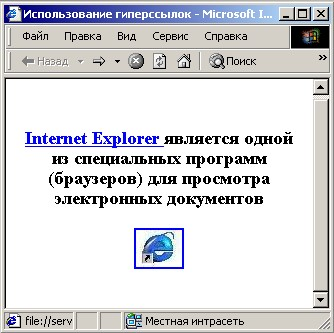 Использование гиперссылок - Microsoft I...
Файл Правка Вид Сервис Справка
Назад Поиск
Internet Explorer является одной
из специальных программ
(браузеров) для просмотра
электронных документов
file://serv Местная интрасеть